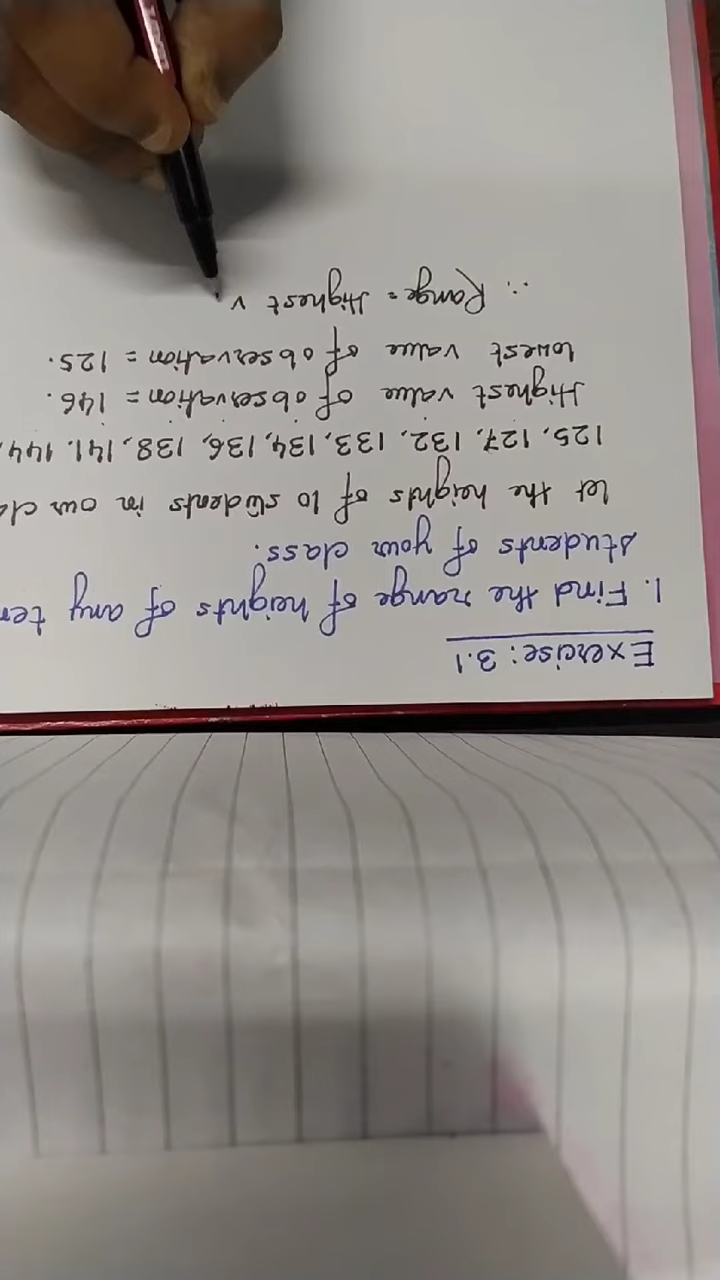 Exercise: 3.1
1. Find the range of heights of any ten
students of your class.
let the heights of 10 students in our
125, 127, 132, 133, 134, 136, 138, 141, 144,
Highest value of observation = 146.
lowest value of observation = 125.
∴ Range = Highest v